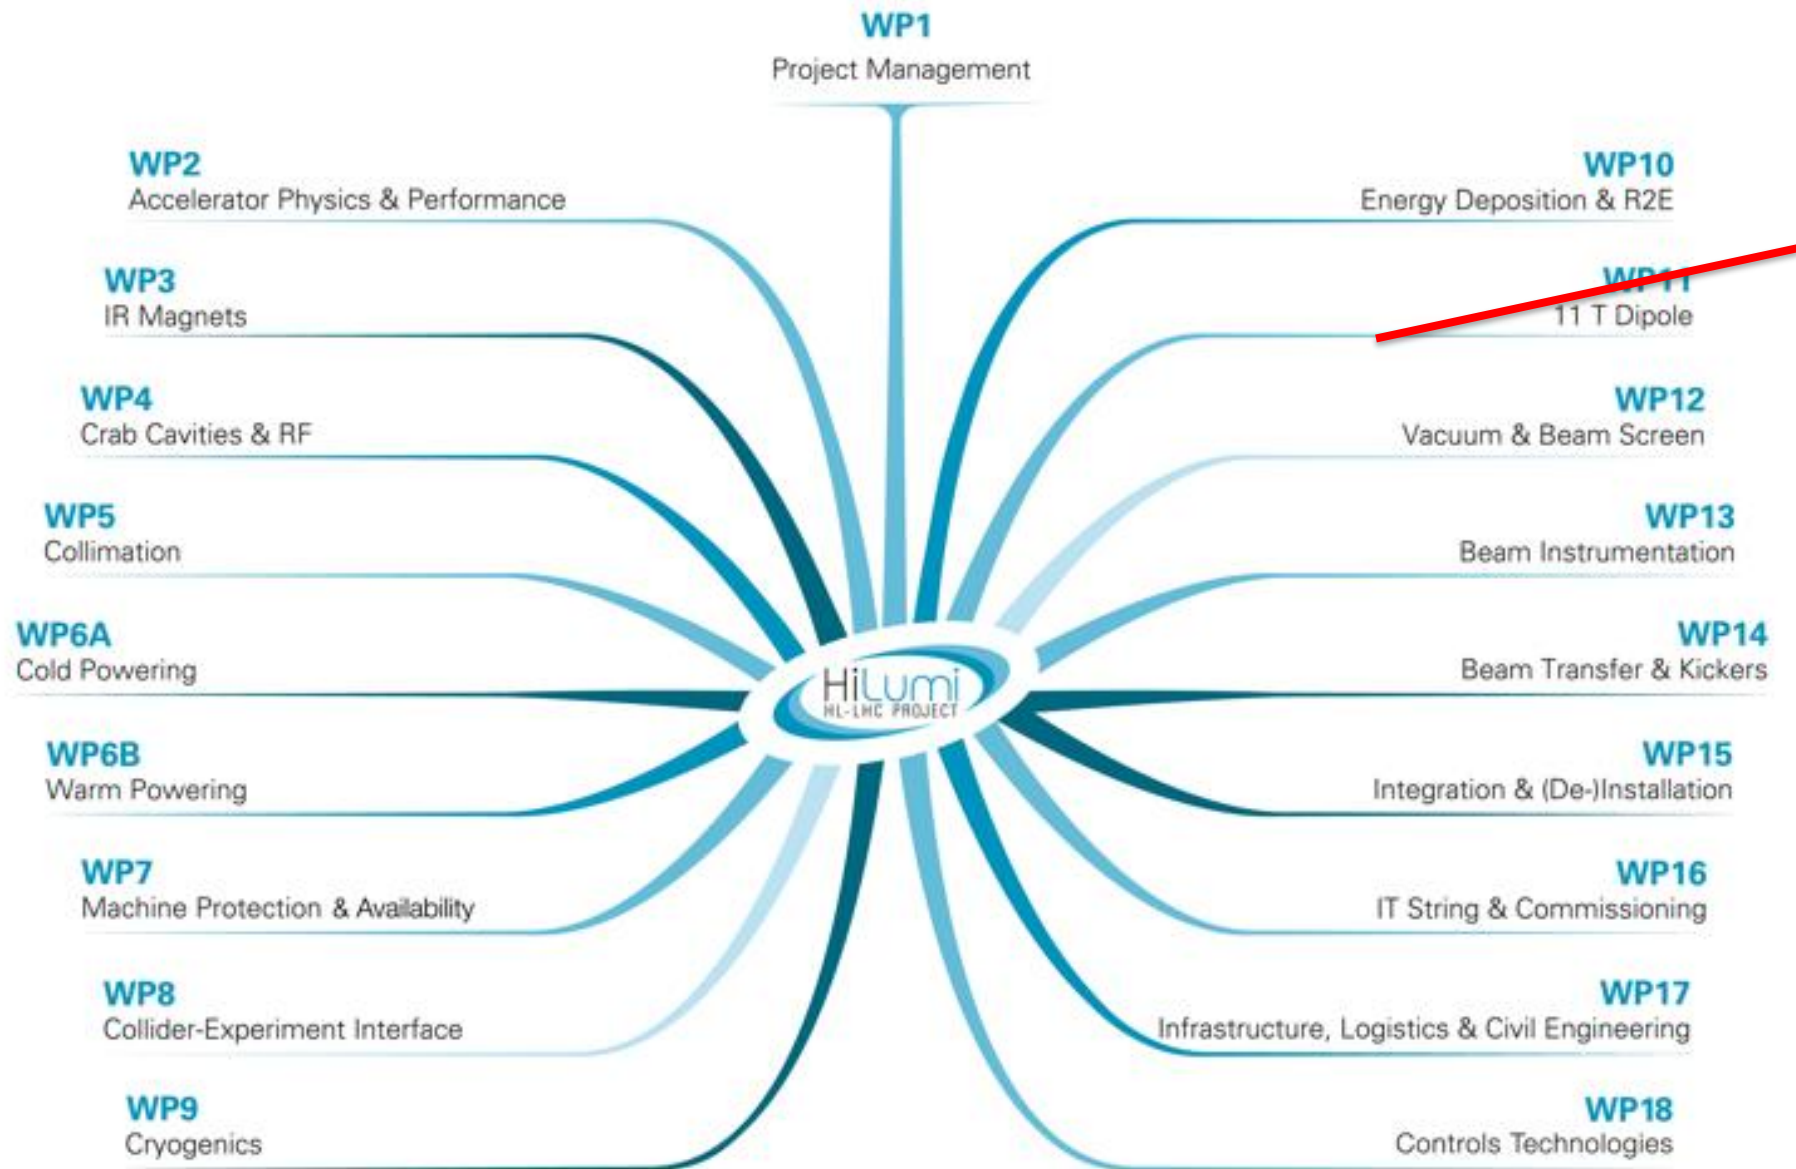 WP1
Project Management
WP2
Accelerator Physics & Performance
WP3
IR Magnets
WP4
Crab Cavities & RF
WP5
Collimation
WP6A
Cold Powering
WP6B
Warm Powering
WP7
Machine Protection & Availability
WP8
Collider-Experiment Interface
WP9
Cryogenics
HiLumi
HL-LHC PROJECT
WP10
Energy Deposition & R2E
WP11
11 T Dipole
WP12
Vacuum & Beam Screen
WP13
Beam Instrumentation
WP14
Beam Transfer & Kickers
WP15
Integration & (De-)Installation
WP16
IT String & Commissioning
WP17
Infrastructure, Logistics & Civil Engineering
WP18
Controls Technologies